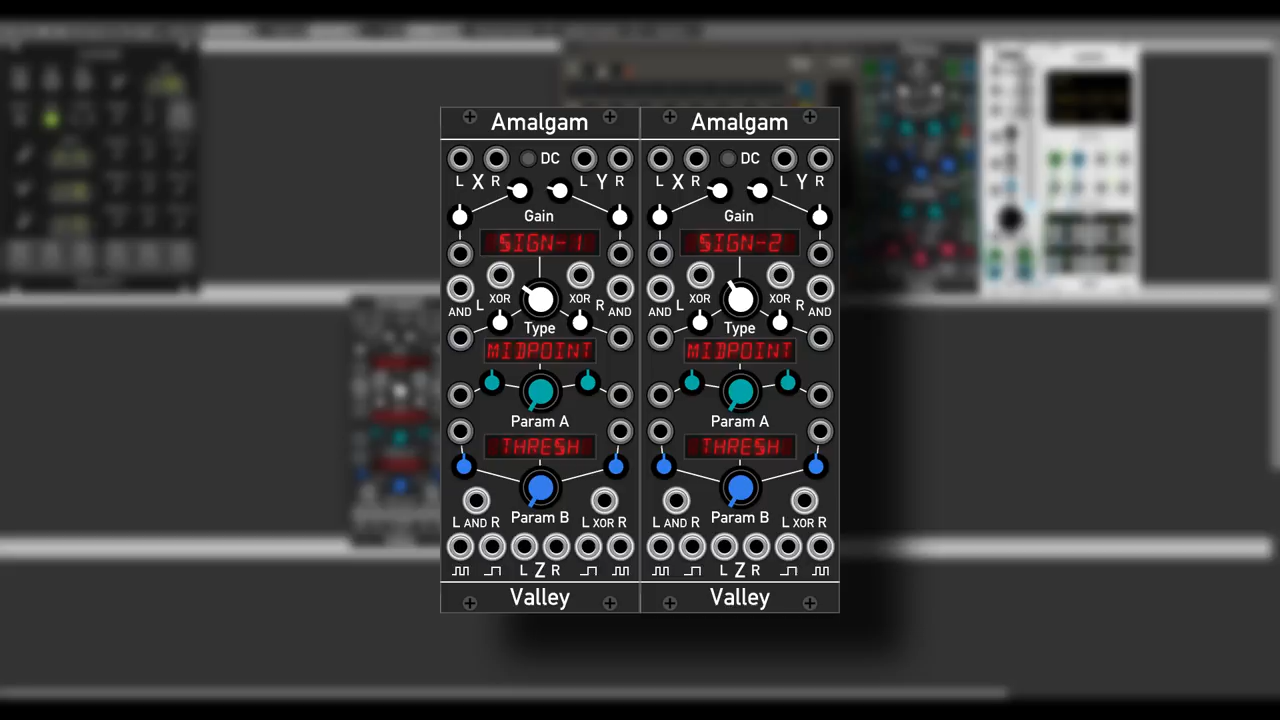 Amalgam Amalgam
DC DC
L X R L Y R L X R L Y R
Gain Gain
SIGN-1 SIGN-2
XOR XOR XOR XOR
L R L R
AND AND AND AND
Type Type
MIDPOINT MIDPOINT
Param A Param A
THRESH THRESH
Param B Param B
L AND R L XOR R L AND R L XOR R
L Z R L Z R
Valley Valley